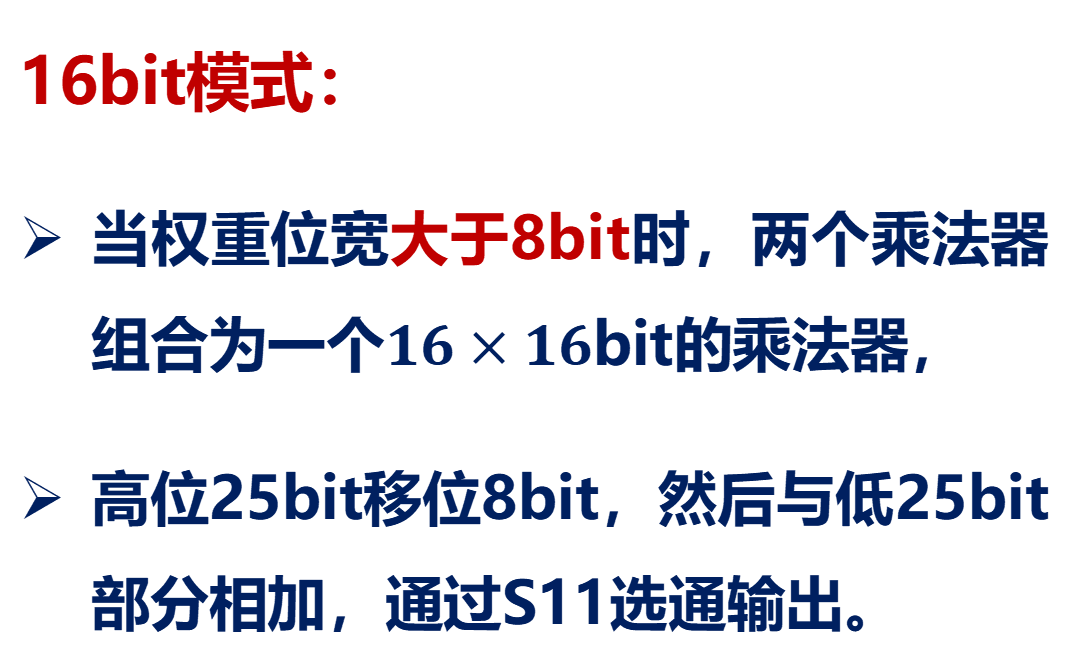 16bit模式：
➢ 当权重位宽大于8bit时，两个乘法器
组合为一个16 × 16bit的乘法器，
➢ 高位25bit移位8bit，然后与低25bit
部分相加，通过S11选通输出。